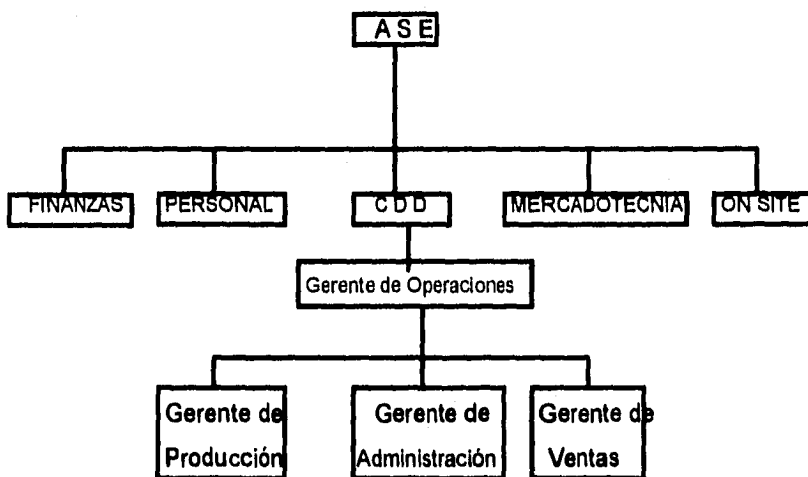 A S E
FINANZAS
PERSONAL
C D D
MERCADOTECNIA
ON SITE
Gerente de Operaciones
Gerente de
Producción
Gerente de
Administración
Gerente de
Ventas